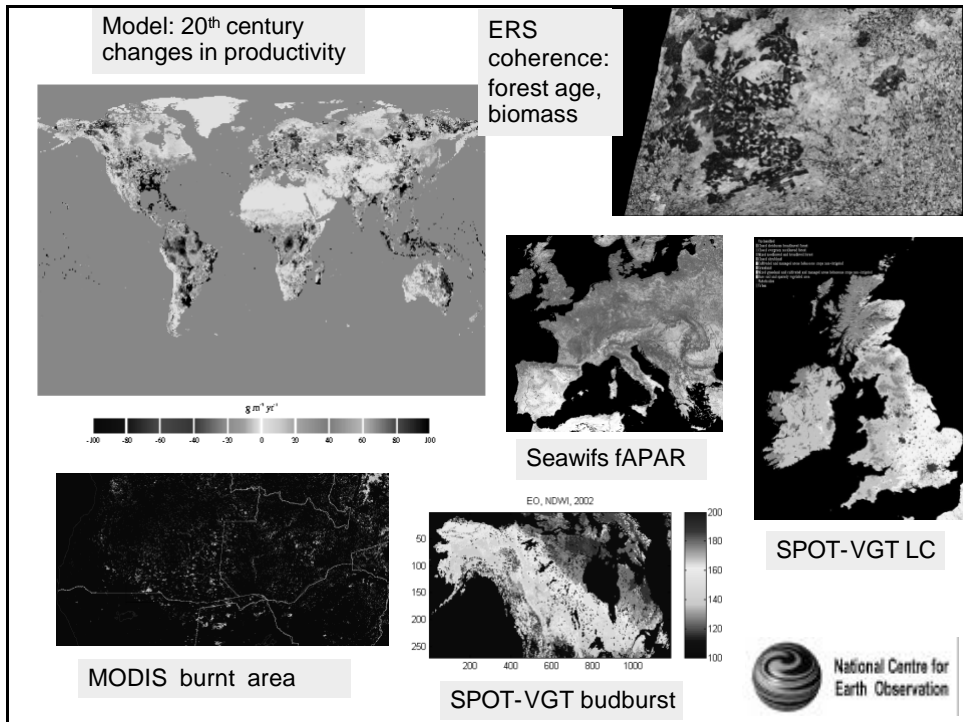 Model: 20th century
changes in productivity
ERS
coherence:
forest age,
biomass
g m⁻² yr⁻¹
-100 -80 -60 -40 -20 0 20 40 60 80 100
Seawifs fAPAR
SPOT-VGT LC
MODIS burnt area
EO, NDWI, 2002
50
100
150
200
250
200 400 600 800 1000
200
180
160
140
120
100
SPOT-VGT budburst
National Centre for
Earth Observation